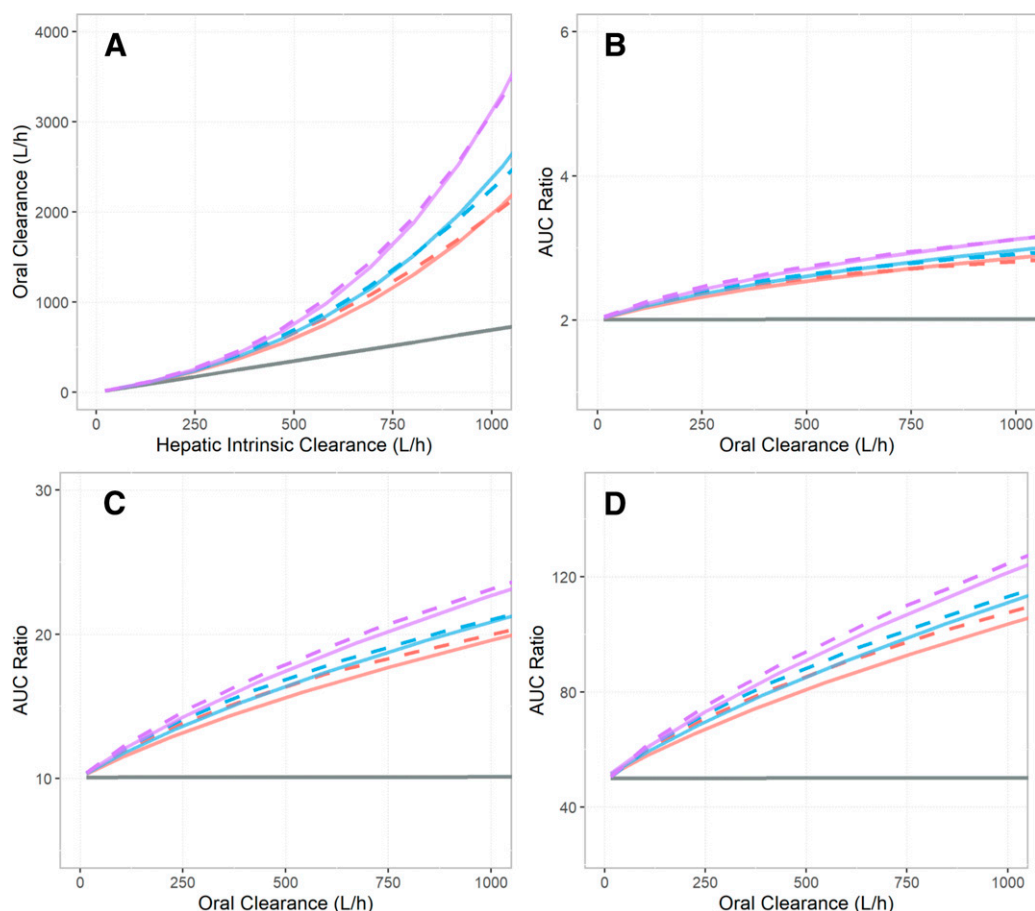 A
4000
3000
2000
1000
0
Oral Clearance (L/h)
0 250 500 750 1000
Hepatic Intrinsic Clearance (L/h)
B
6
4
2
AUC Ratio
0 250 500 750 1000
Oral Clearance (L/h)
C
30
20
10
AUC Ratio
0 250 500 750 1000
Oral Clearance (L/h)
D
120
80
40
AUC Ratio
0 250 500 750 1000
Oral Clearance (L/h)